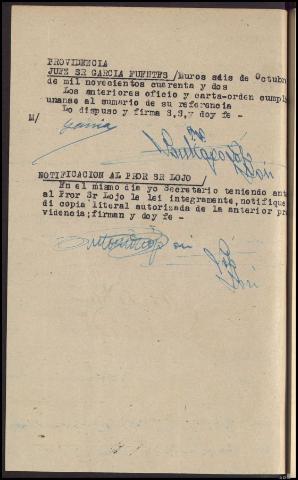 PROVIDENCIA
JUEZ SR GARCIA FUENTES/Muros séis de Octubre
de mil novecientos cuarenta y dos
Los anteriores oficio y carta-orden cumpl
unanse al sumario de su referencia
Lo dispuso y firma S,S,y doy fe -
M/
Garcia
NOTIFICACION AL PROR SR LOJO/
En el mismo dia yo Secretario teniendo ant
al Pror Sr Lojo le lei integramente,notifique
di copia literal autorizada de la anterior pro
videncia;firman y doy fe -